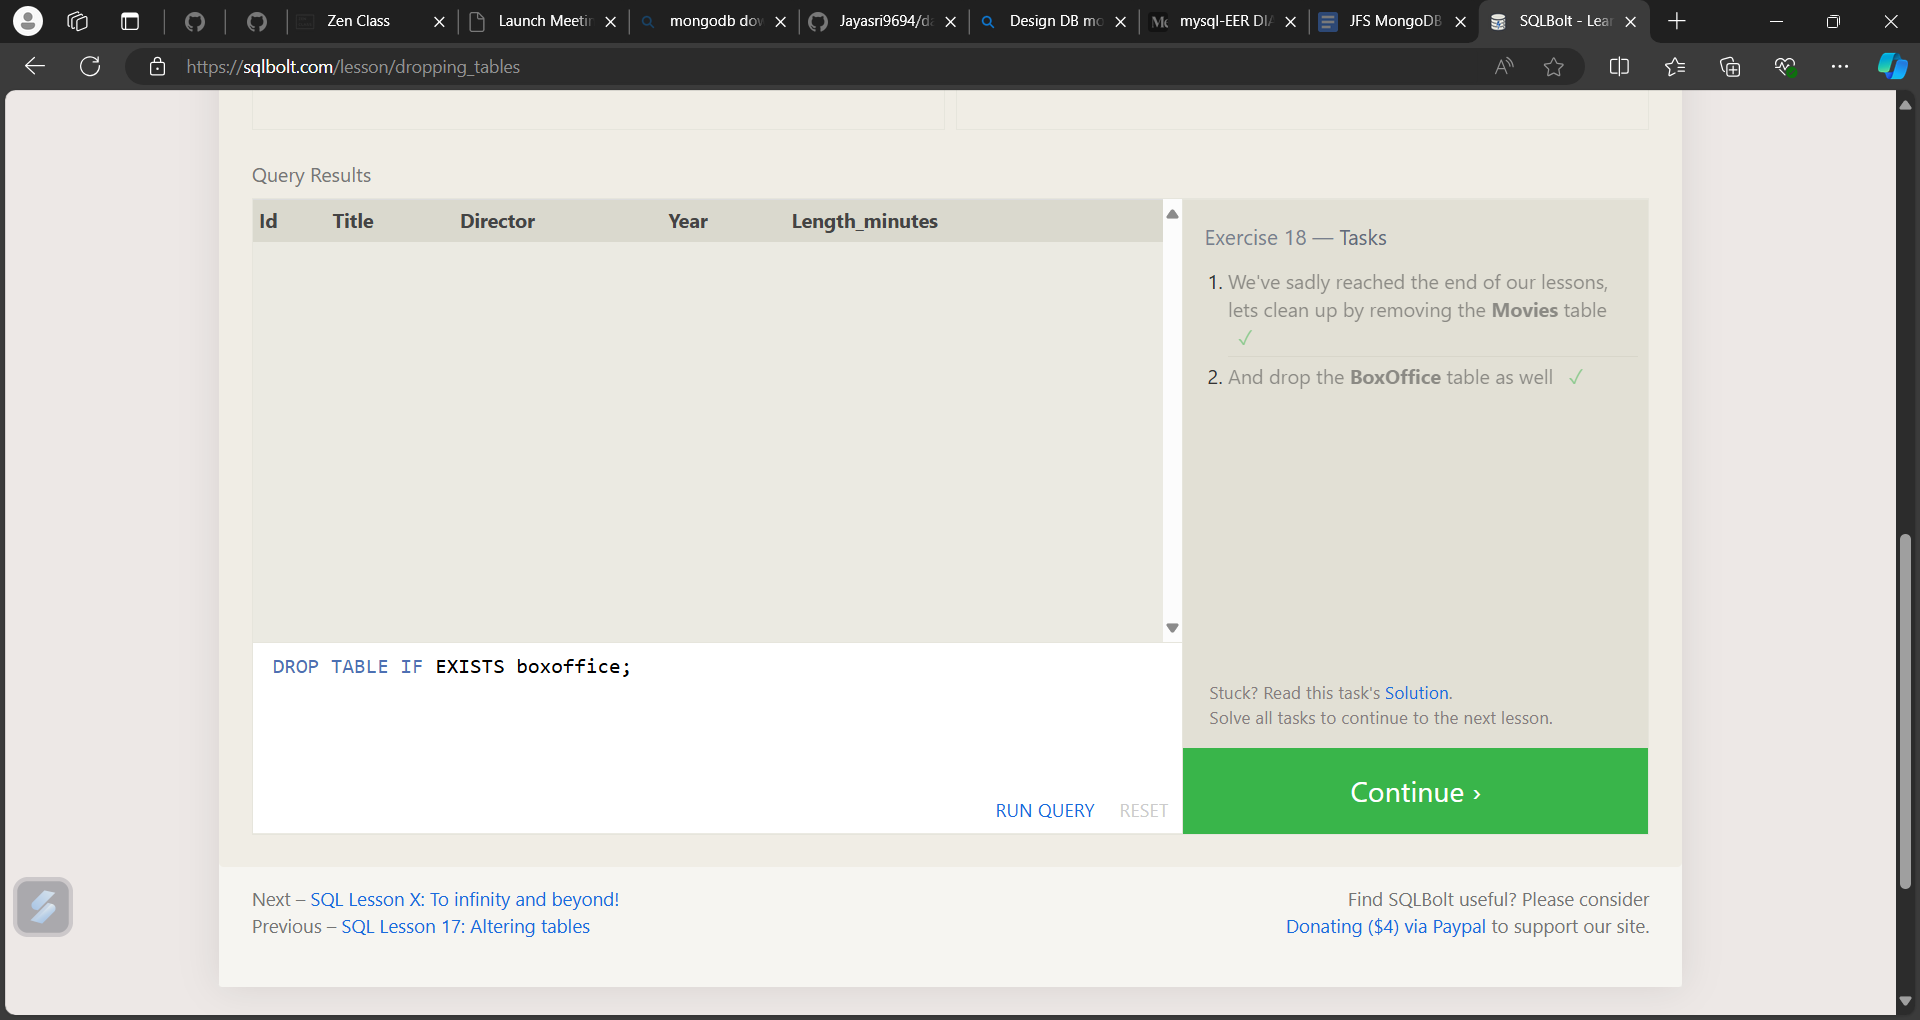 Zen Class
Launch Meetin
mongodb dow
Jayasri9694/da
Design DB mo
mysql-EER DIA
JFS MongoDB
SQLBolt - Lear
https://sqlbolt.com/lesson/dropping_tables
Query Results
Id Title Director Year Length_minutes
Exercise 18 — Tasks
1. We've sadly reached the end of our lessons,
lets clean up by removing the Movies table
✓
2. And drop the BoxOffice table as well ✓
DROP TABLE IF EXISTS boxoffice;
RUN QUERY RESET
Stuck? Read this task's Solution.
Solve all tasks to continue to the next lesson.
Continue ›
Next – SQL Lesson X: To infinity and beyond!
Previous – SQL Lesson 17: Altering tables
Find SQLBolt useful? Please consider
Donating ($4) via Paypal to support our site.